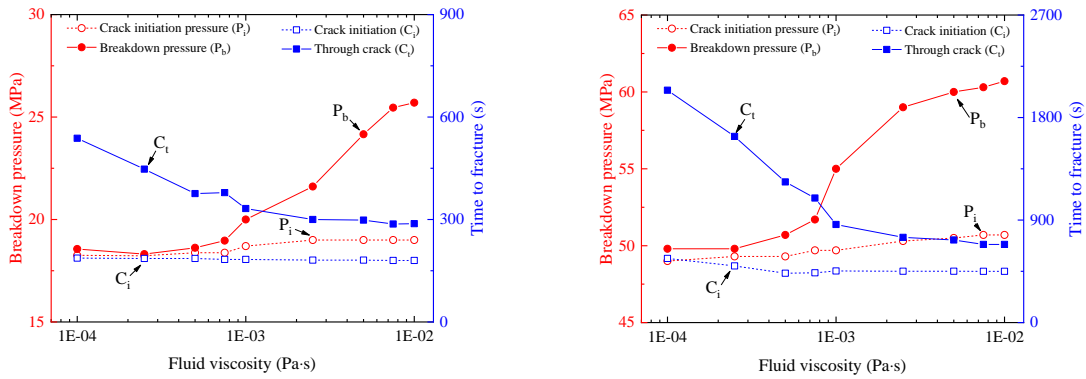 Crack initiation pressure (Pi)
Breakdown pressure (Pb)
Crack initiation (Ci)
Through crack (Ct)
Breakdown pressure (MPa)
30
25
20
15
Ct
Pb
Pi
Ci
900
600
300
0
Time to fracture (s)
1E-04
1E-03
1E-02
Fluid viscosity (Pa·s)
Crack initiation pressure (Pi)
Breakdown pressure (Pb)
Crack initiation (Ci)
Through crack (Ct)
Breakdown pressure (MPa)
65
60
55
50
45
Ct
Pb
Pi
Ci
2700
1800
900
0
Time to fracture (s)
1E-04
1E-03
1E-02
Fluid viscosity (Pa·s)